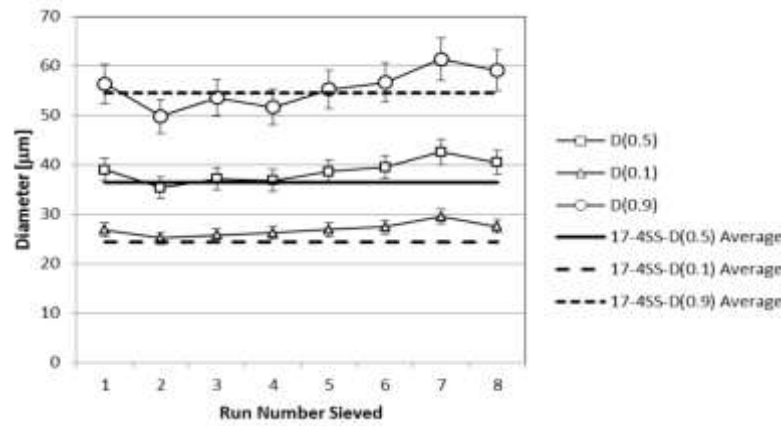 70
60
50
40
30
20
10
0
Diameter [µm]
1 2 3 4 5 6 7 8
Run Number Sieved
D(0.5)
D(0.1)
D(0.9)
17-4SS-D(0.5) Average
17-4SS-D(0.1) Average
17-4SS-D(0.9) Average